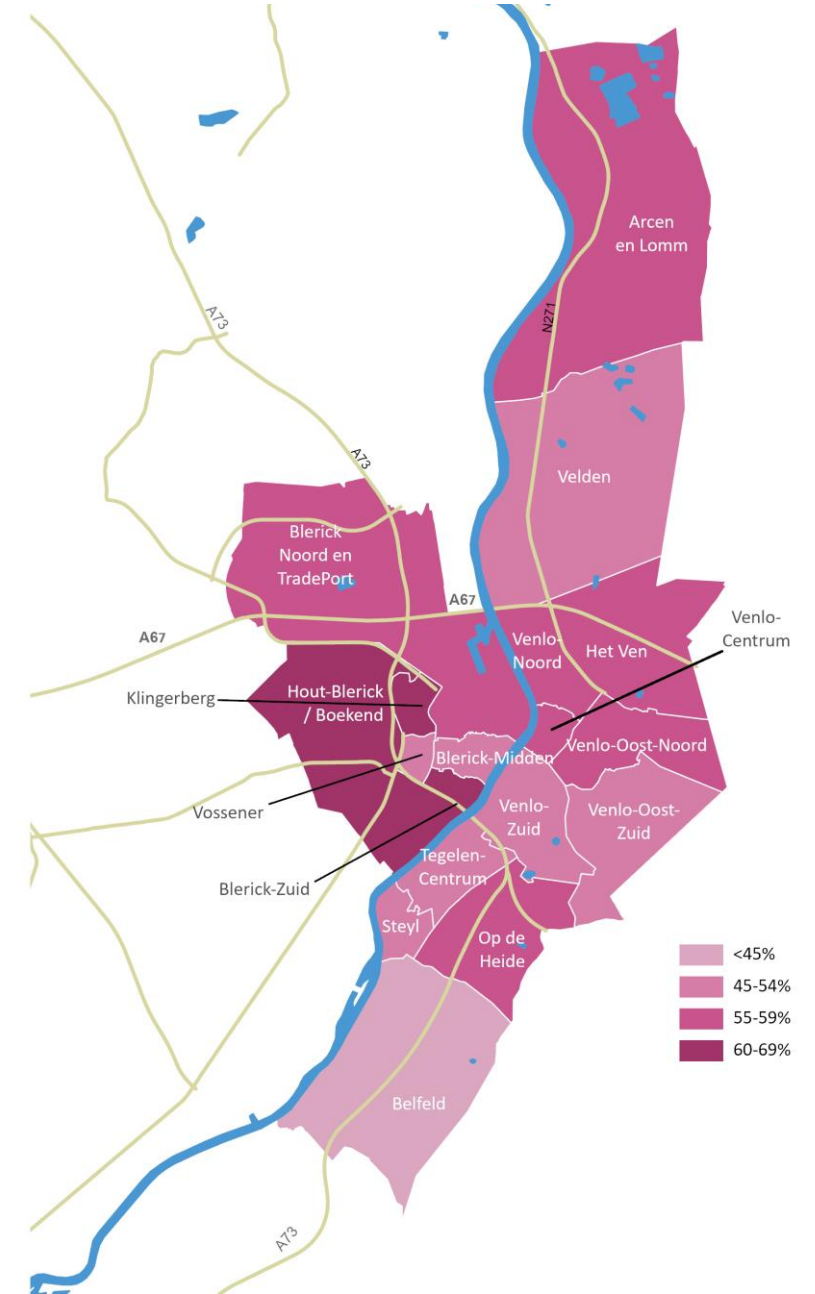 Arcen
en Lomm
A73
N271
A73
Velden
Blerick
Noord en
TradePort
A67
A67
Venlo-
Centrum
Venlo-
Noord
Het Ven
Klingerberg
Hout-Blerick
/ Boekend
Venlo-Oost-Noord
Blerick-Midden
Vossener
Venlo-
Zuid
Venlo-Oost-
Zuid
Blerick-Zuid
Tegelen-
Centrum
Steyl
Op de
Heide
<45%
45-54%
55-59%
60-69%
Belfeld
A73